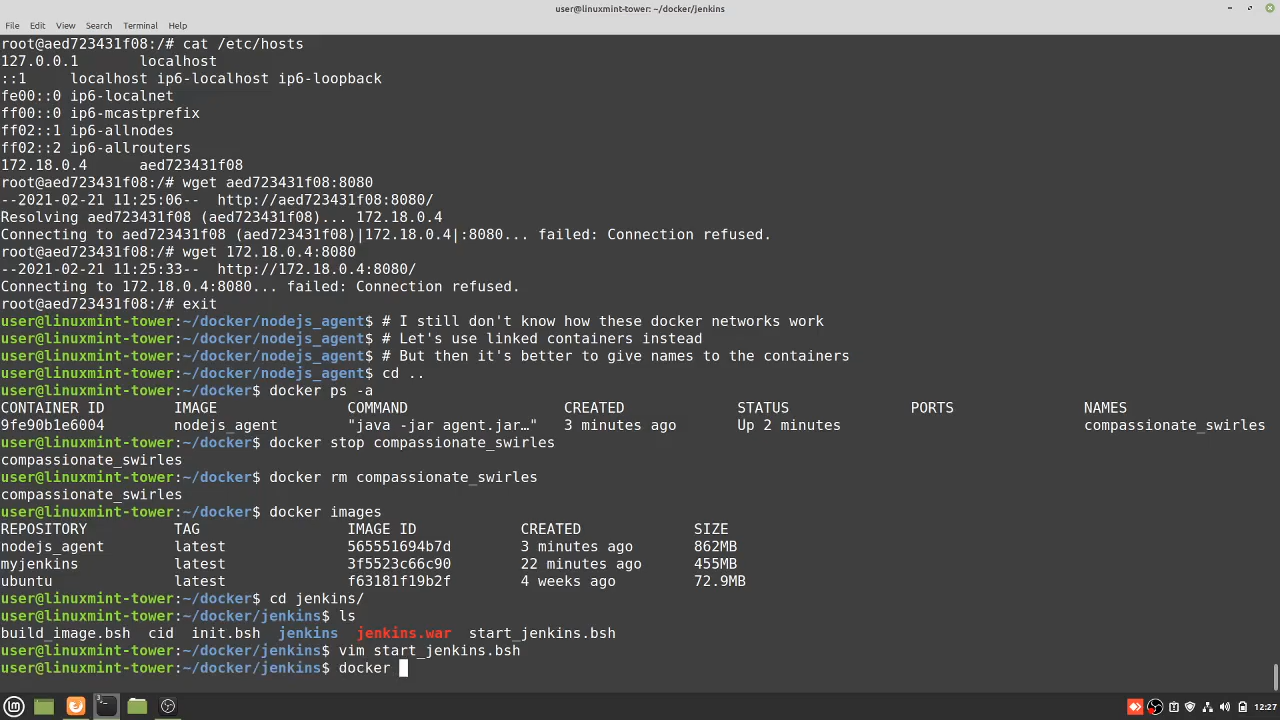 user@linuxmint-tower: ~/docker/jenkins
File Edit View Search Terminal Help
root@aed723431f08:/# cat /etc/hosts
127.0.0.1       localhost
::1     localhost ip6-localhost ip6-loopback
fe00::0 ip6-localnet
ff00::0 ip6-mcastprefix
ff02::1 ip6-allnodes
ff02::2 ip6-allrouters
172.18.0.4      aed723431f08
root@aed723431f08:/# wget aed723431f08:8080
--2021-02-21 11:25:06--  http://aed723431f08:8080/
Resolving aed723431f08 (aed723431f08)... 172.18.0.4
Connecting to aed723431f08 (aed723431f08)|172.18.0.4|:8080... failed: Connection refused.
root@aed723431f08:/# wget 172.18.0.4:8080
--2021-02-21 11:25:33--  http://172.18.0.4:8080/
Connecting to 172.18.0.4:8080... failed: Connection refused.
root@aed723431f08:/# exit
user@linuxmint-tower:~/docker/nodejs_agent$ # I still don't know how these docker networks work
user@linuxmint-tower:~/docker/nodejs_agent$ # Let's use linked containers instead
user@linuxmint-tower:~/docker/nodejs_agent$ # But then it's better to give names to the containers
user@linuxmint-tower:~/docker/nodejs_agent$ cd ..
user@linuxmint-tower:~/docker$ docker ps -a
CONTAINER ID        IMAGE               COMMAND                  CREATED             STATUS              PORTS               NAMES
9fe90b1e6004        nodejs_agent        "java -jar agent.jar…"   3 minutes ago       Up 2 minutes                            compassionate_swirles
user@linuxmint-tower:~/docker$ docker stop compassionate_swirles
compassionate_swirles
user@linuxmint-tower:~/docker$ docker rm compassionate_swirles
compassionate_swirles
user@linuxmint-tower:~/docker$ docker images
REPOSITORY          TAG                 IMAGE ID            CREATED             SIZE
nodejs_agent        latest              565551694b7d        3 minutes ago       862MB
myjenkins           latest              3f5523c66c90        22 minutes ago      455MB
ubuntu              latest              f63181f19b2f        4 weeks ago         72.9MB
user@linuxmint-tower:~/docker$ cd jenkins/
user@linuxmint-tower:~/docker/jenkins$ ls
build_image.bsh  cid  init.bsh  jenkins  jenkins.war  start_jenkins.bsh
user@linuxmint-tower:~/docker/jenkins$ vim start_jenkins.bsh
user@linuxmint-tower:~/docker/jenkins$ docker
3
12:27